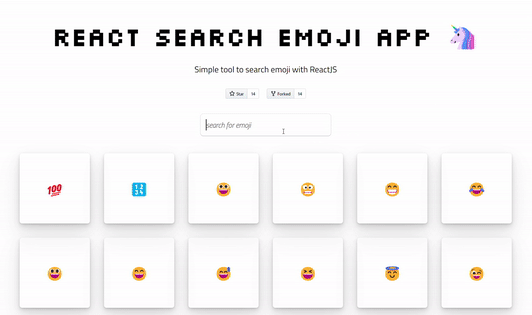 REACT SEARCH EMOJI APP 🦄
Simple tool to search emoji with ReactJS
Star 14 Forked 14
search for emoji
💯 🔢